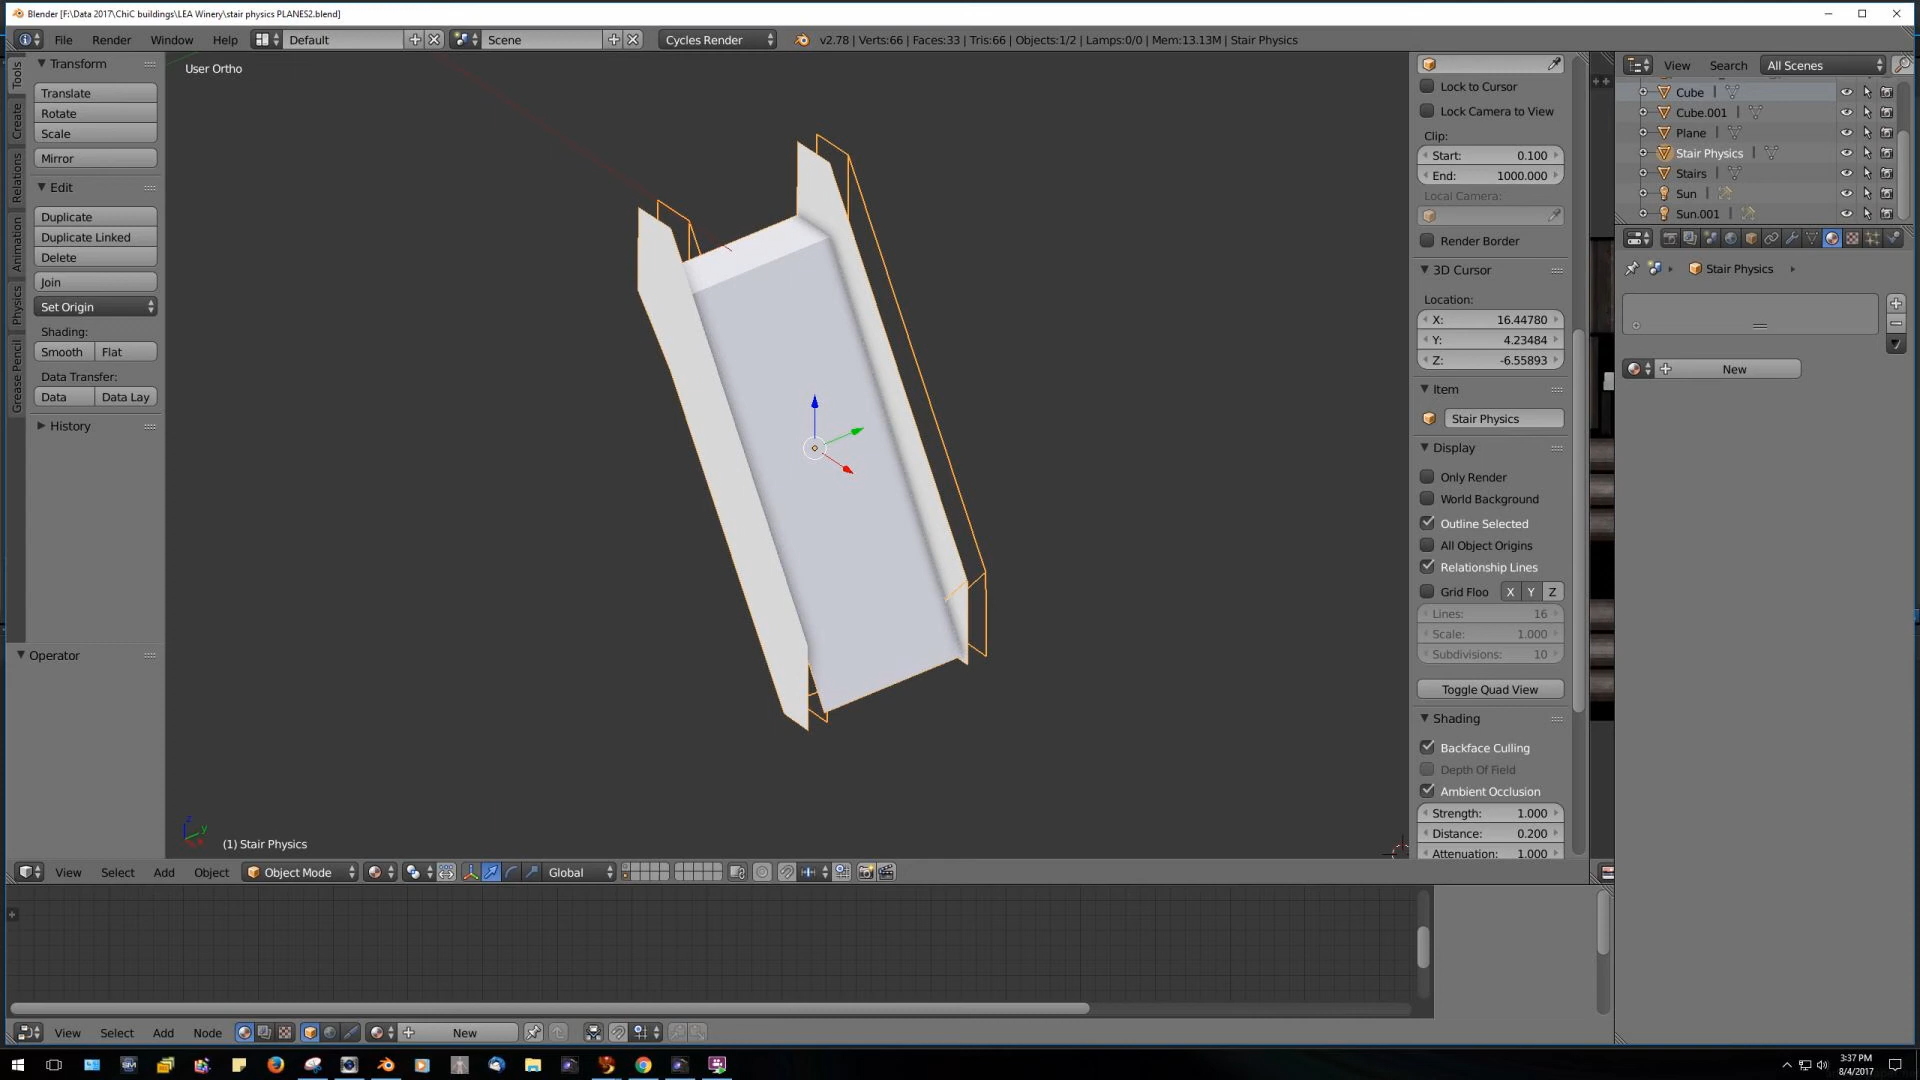 Blender [F:\Data 2017\ChiC buildings\LEA Winery\stair physics PLANES2.blend]
File Render Window Help Default Scene Cycles Render v2.78 | Verts:66 | Faces:33 | Tris:66 | Objects:1/2 | Lamps:0/0 | Mem:13.13M | Stair Physics
Tools
Create
Relations
Animation
Physics
Grease Pencil
Transform
Translate
Rotate
Scale
Mirror
Edit
Duplicate
Duplicate Linked
Delete
Join
Set Origin
Shading:
Smooth Flat
Data Transfer:
Data Data Lay
History
Operator
User Ortho
z
y
(1) Stair Physics
Lock to Cursor
Lock Camera to View
Clip:
Start: 0.100
End: 1000.000
Local Camera:
Render Border
3D Cursor
Location:
X: 16.44780
Y: 4.23484
Z: -6.55893
Item
Stair Physics
Display
Only Render
World Background
Outline Selected
All Object Origins
Relationship Lines
Grid Floo X Y Z
Lines: 16
Scale: 1.000
Subdivisions: 10
Toggle Quad View
Shading
Backface Culling
Depth Of Field
Ambient Occlusion
Strength: 1.000
Distance: 0.200
Attenuation: 1.000
View Search All Scenes
Cube
Cube.001
Plane
Stair Physics
Stairs
Sun
Sun.001
Stair Physics
New
View Select Add Object Object Mode Global
View Select Add Node New
3:37 PM
8/4/2017